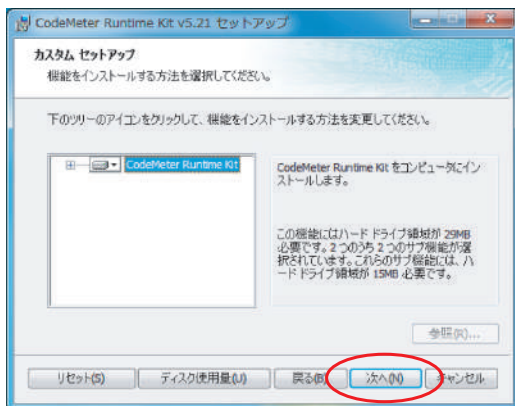 CodeMeter Runtime Kit v5.21 セットアップ
カスタム セットアップ
機能をインストールする方法を選択してください。
下のツリーのアイコンをクリックして、機能をインストールする方法を変更してください。
CodeMeter Runtime Kit
CodeMeter Runtime Kit をコンピュータにイン
ストールします。
この機能にはハード ドライブ領域が 29MB
必要です。2 つのうち 2 つのサブ機能が選
択されています。これらのサブ機能には、ハ
ード ドライブ領域が 15MB 必要です。
参照(R)...
リセット(S) ディスク使用量(U) 戻る(B) 次へ(N) キャンセル